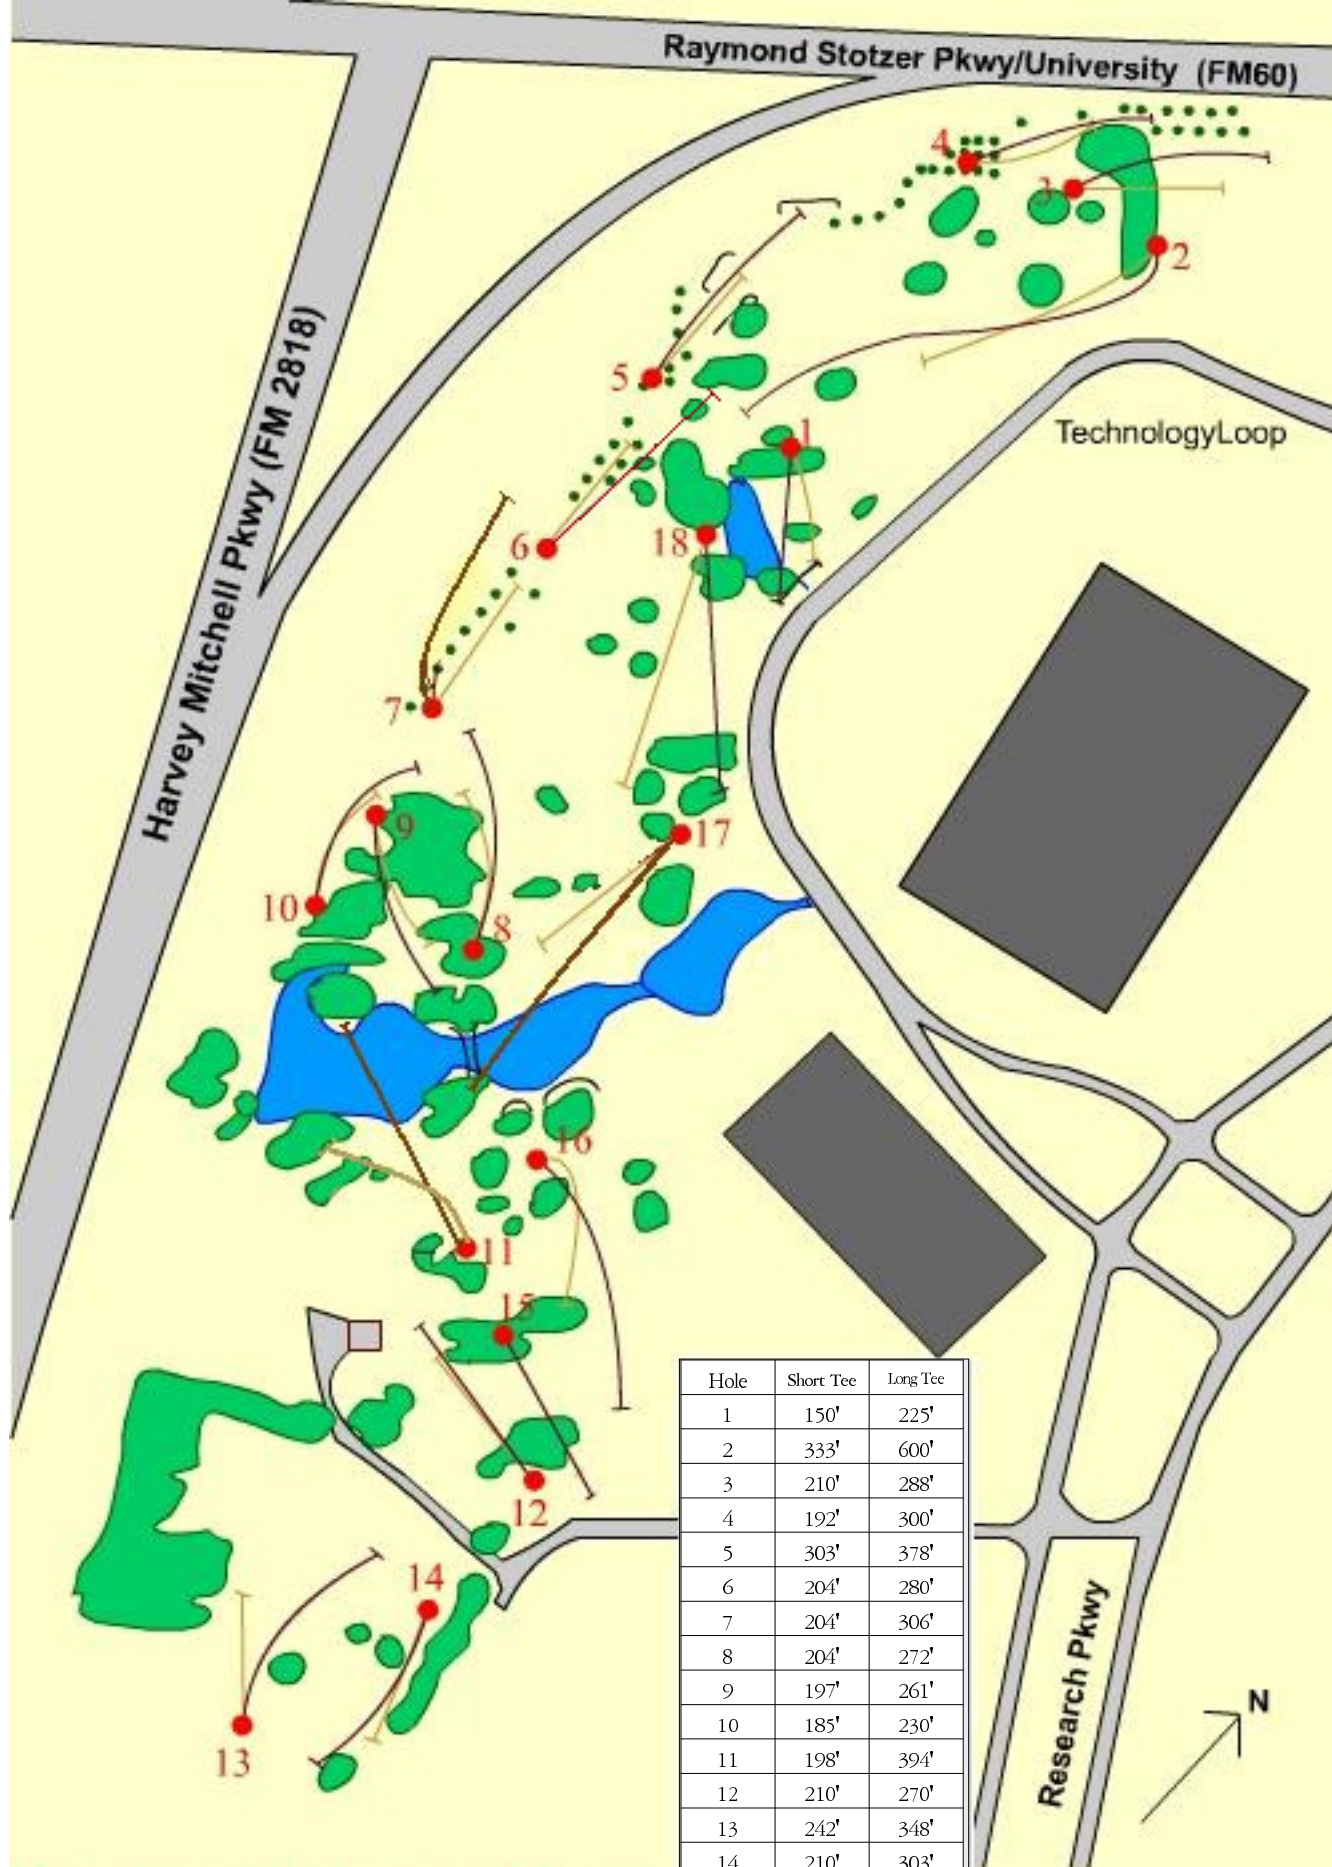 Raymond Stotzer Pkwy/University (FM60)
Harvey Mitchell Pkwy (FM 2818)
4
3
2
5
TechnologyLoop
1
6
18
7
9
17
10
8
16
11
15
12
14
13
Research Pkwy
N
Hole Short Tee Long Tee
1 150' 225'
2 333' 600'
3 210' 288'
4 192' 300'
5 303' 378'
6 204' 280'
7 204' 306'
8 204' 272'
9 197' 261'
10 185' 230'
11 198' 394'
12 210' 270'
13 242' 348'
14 210' 303'